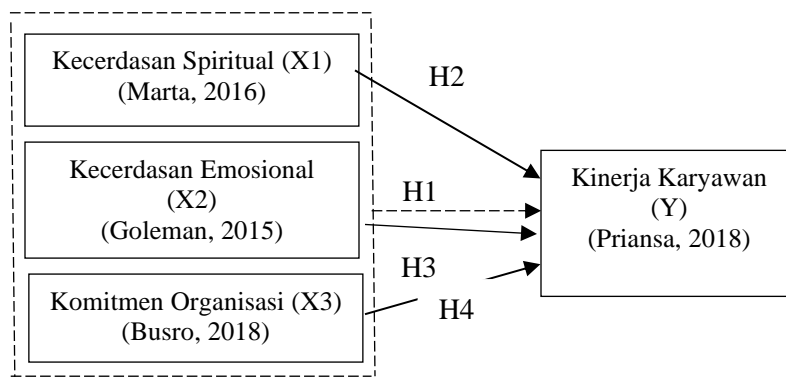 Kecerdasan Spiritual (X1)
(Marta, 2016)
H2
Kecerdasan Emosional
(X2)
(Goleman, 2015)
H1
Kinerja Karyawan
(Y)
(Priansa, 2018)
H3
Komitmen Organisasi (X3)
(Busro, 2018)
H4